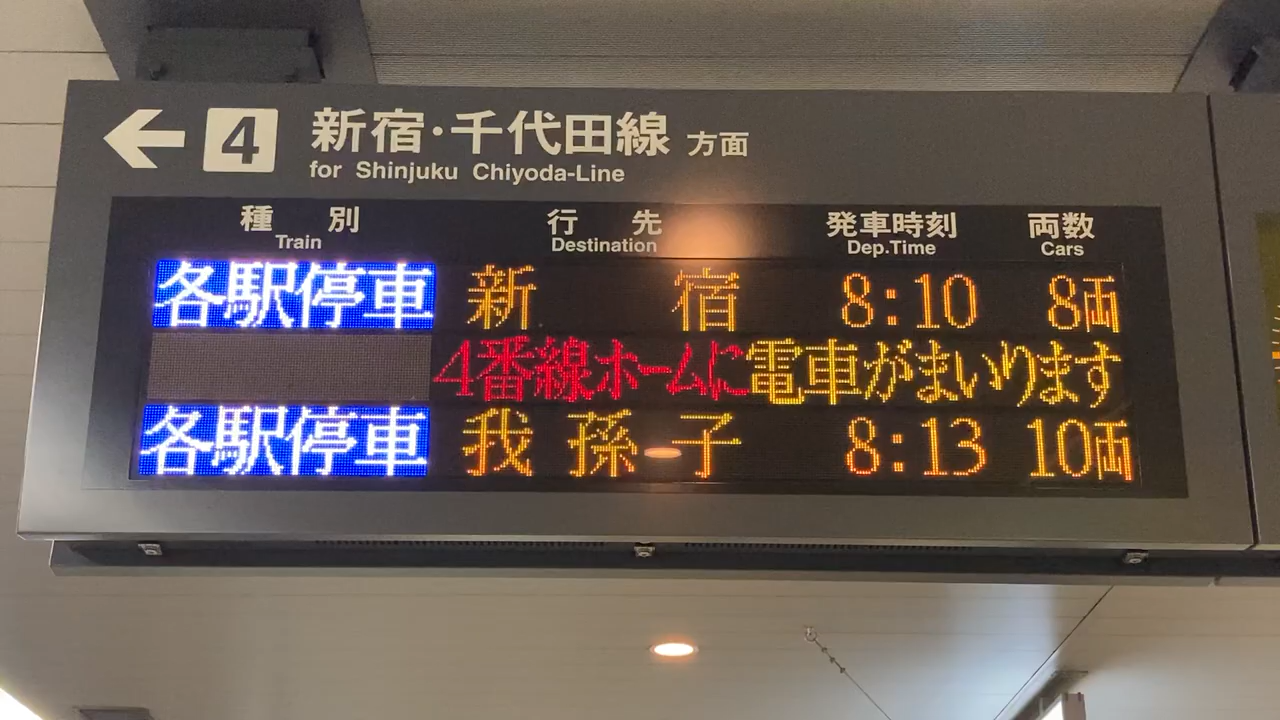 4 新宿・千代田線 方面
for Shinjuku Chiyoda-Line
種別 行先 発車時刻 両数
Train Destination Dep.Time Cars
各駅停車 新宿 8:10 8両
4番線ホームに電車がまいります
各駅停車 我孫子 8:13 10両